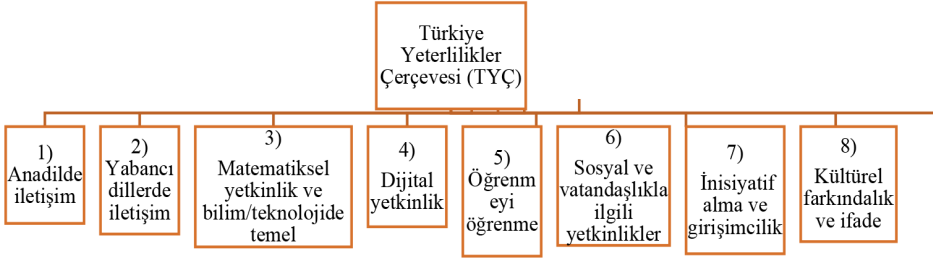 Türkiye
Yeterlilikler
Çerçevesi (TYÇ)
1)
Anadilde
iletişim
2)
Yabancı
dillerde
iletişim
3)
Matematiksel
yetkinlik ve
bilim/teknolojide
temel
4)
Dijital
yetkinlik
5)
Öğrenm
eyi
öğrenme
6)
Sosyal ve
vatandaşlıkla
ilgili
yetkinlikler
7)
İnisiyatif
alma ve
girişimcilik
8)
Kültürel
farkındalık
ve ifade